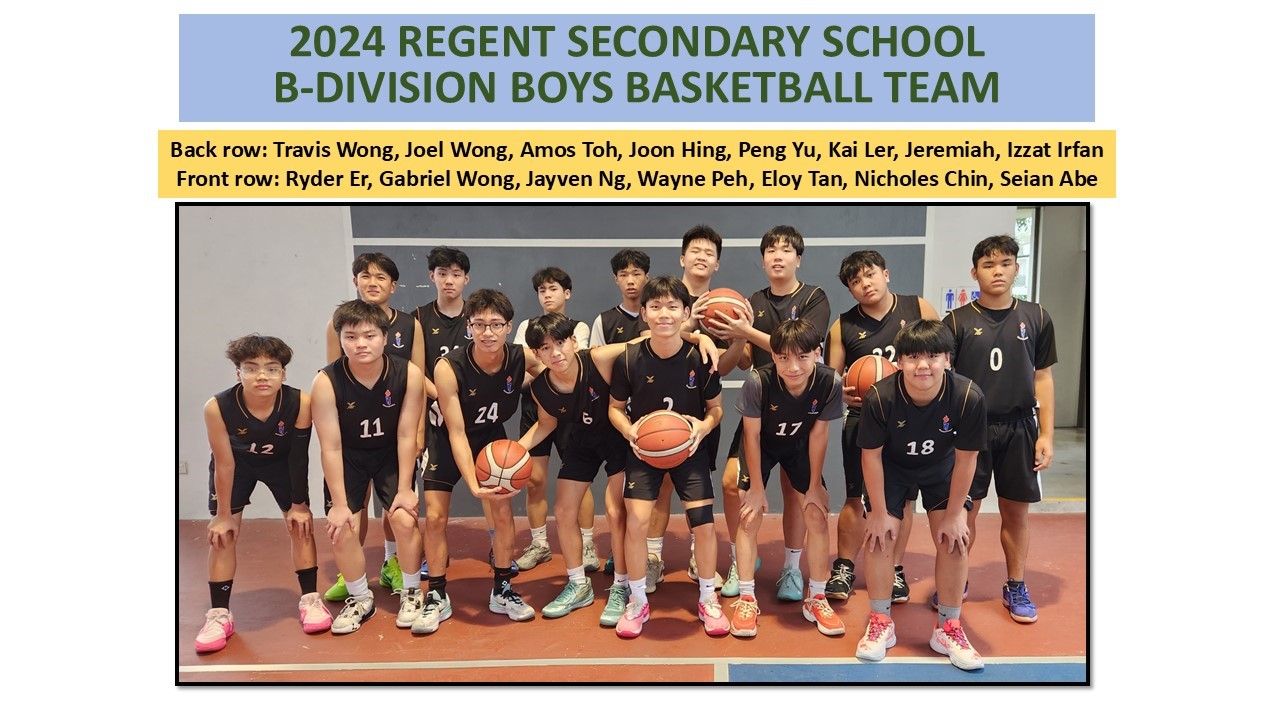 2024 REGENT SECONDARY SCHOOL
B-DIVISION BOYS BASKETBALL TEAM
Back row: Travis Wong, Joel Wong, Amos Toh, Joon Hing, Peng Yu, Kai Ler, Jeremiah, Izzat Irfan
Front row: Ryder Er, Gabriel Wong, Jayven Ng, Wayne Peh, Eloy Tan, Nicholes Chin, Seian Abe
0
12
11
24
6
2
17
18